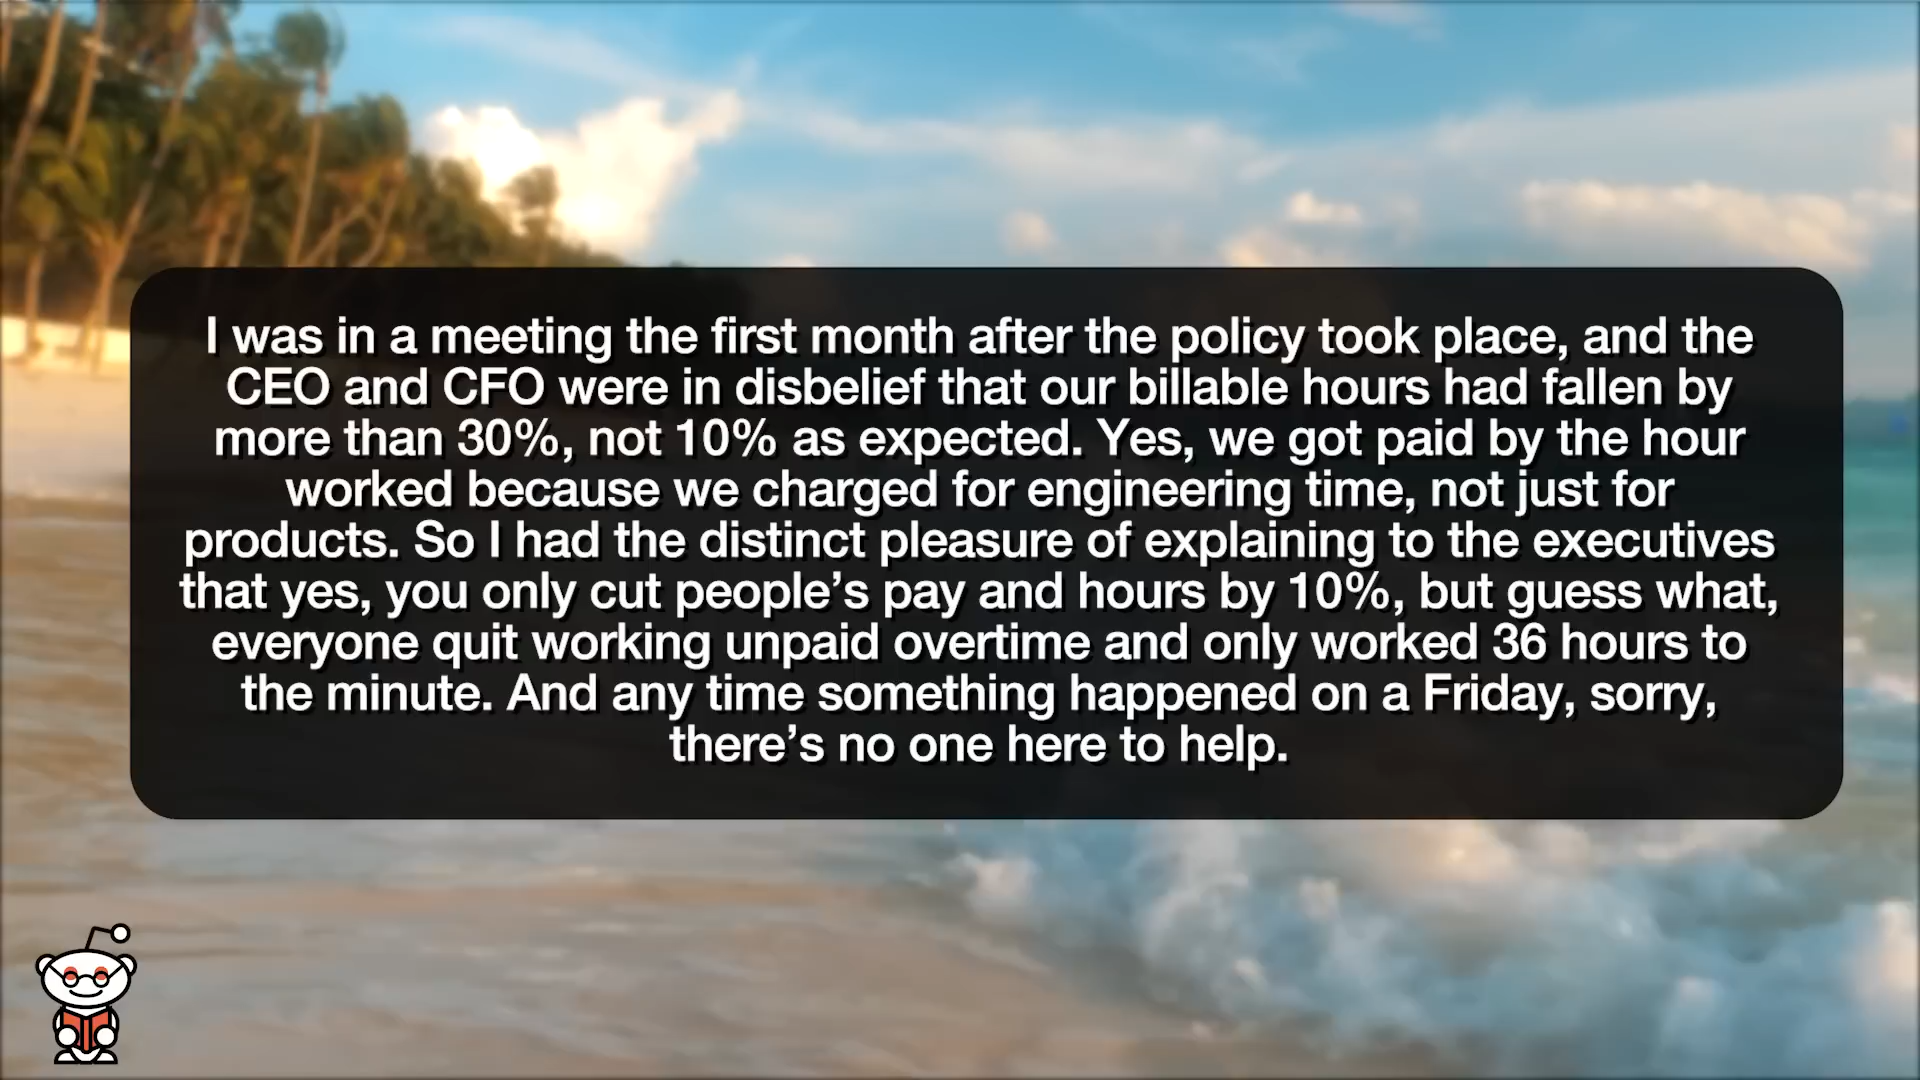 I was in a meeting the first month after the policy took place, and the
CEO and CFO were in disbelief that our billable hours had fallen by
more than 30%, not 10% as expected. Yes, we got paid by the hour
worked because we charged for engineering time, not just for
products. So I had the distinct pleasure of explaining to the executives
that yes, you only cut people’s pay and hours by 10%, but guess what,
everyone quit working unpaid overtime and only worked 36 hours to
the minute. And any time something happened on a Friday, sorry,
there’s no one here to help.